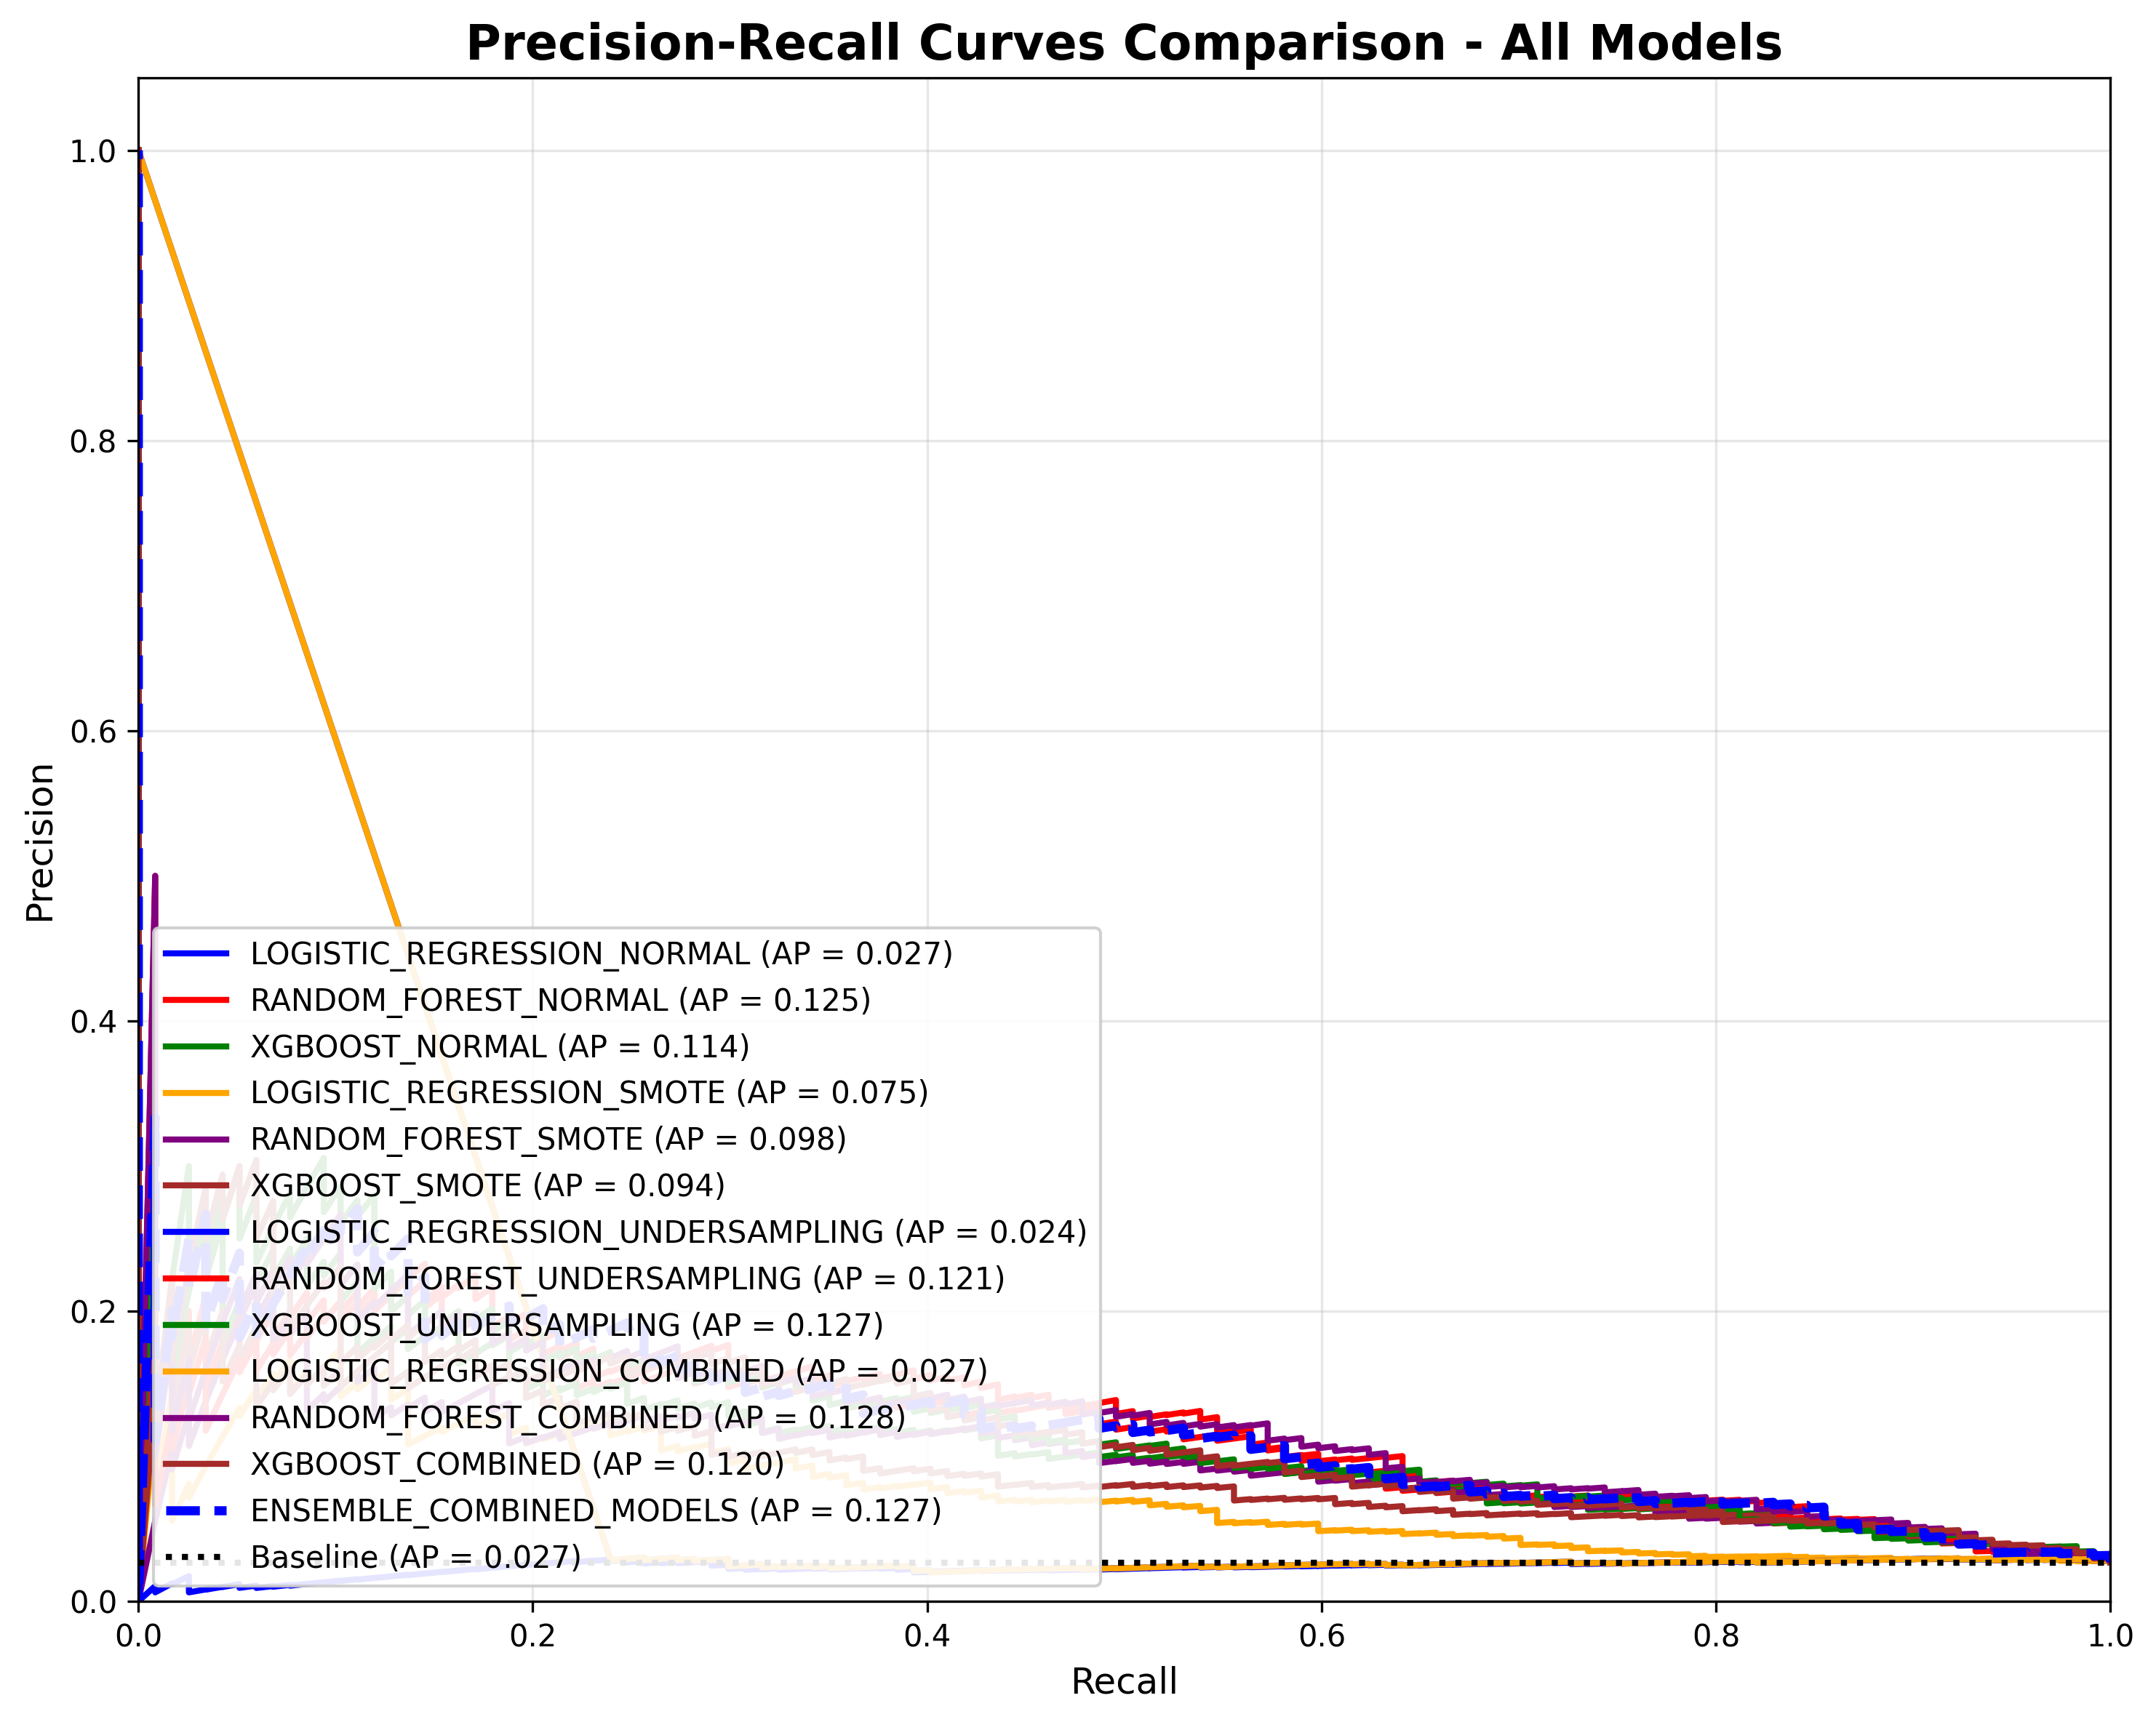 Precision-Recall Curves Comparison - All Models
Precision
1.0
0.8
0.6
0.4
0.2
0.0
LOGISTIC_REGRESSION_NORMAL (AP = 0.027)
RANDOM_FOREST_NORMAL (AP = 0.125)
XGBOOST_NORMAL (AP = 0.114)
LOGISTIC_REGRESSION_SMOTE (AP = 0.075)
RANDOM_FOREST_SMOTE (AP = 0.098)
XGBOOST_SMOTE (AP = 0.094)
LOGISTIC_REGRESSION_UNDERSAMPLING (AP = 0.024)
RANDOM_FOREST_UNDERSAMPLING (AP = 0.121)
XGBOOST_UNDERSAMPLING (AP = 0.127)
LOGISTIC_REGRESSION_COMBINED (AP = 0.027)
RANDOM_FOREST_COMBINED (AP = 0.128)
XGBOOST_COMBINED (AP = 0.120)
ENSEMBLE_COMBINED_MODELS (AP = 0.127)
Baseline (AP = 0.027)
0.0 0.2 0.4 0.6 0.8 1.0
Recall